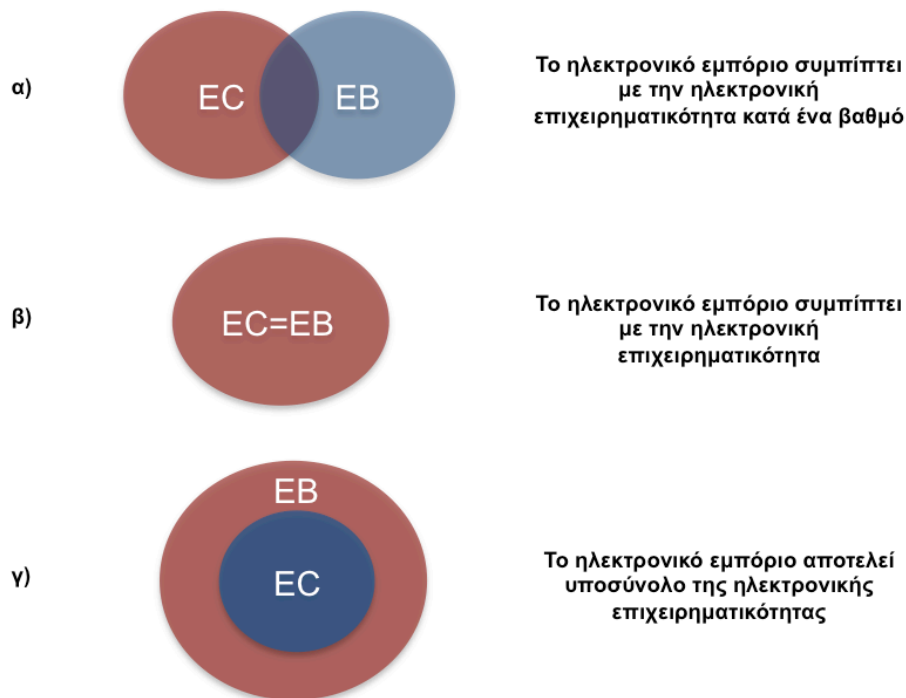 α)
EC
EB
Το ηλεκτρονικό εμπόριο συμπίπτει
με την ηλεκτρονική
επιχειρηματικότητα κατά ένα βαθμό
β)
EC=EB
Το ηλεκτρονικό εμπόριο συμπίπτει
με την ηλεκτρονική
επιχειρηματικότητα
γ)
EB
EC
Το ηλεκτρονικό εμπόριο αποτελεί
υποσύνολο της ηλεκτρονικής
επιχειρηματικότητας